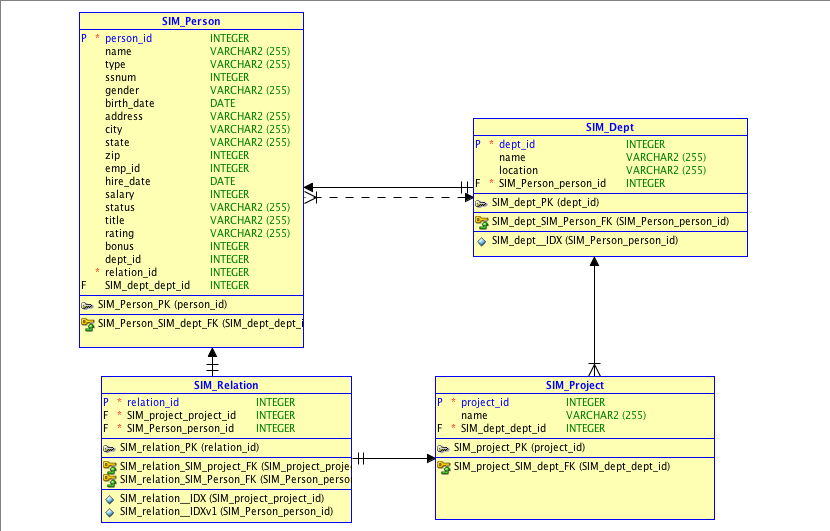 SIM_Person
P * person_id INTEGER
name VARCHAR2 (255)
type VARCHAR2 (255)
ssnum INTEGER
gender VARCHAR2 (255)
birth_date DATE
address VARCHAR2 (255)
city VARCHAR2 (255)
state VARCHAR2 (255)
zip INTEGER
emp_id INTEGER
hire_date DATE
salary INTEGER
status VARCHAR2 (255)
title VARCHAR2 (255)
rating VARCHAR2 (255)
bonus INTEGER
dept_id INTEGER
* relation_id INTEGER
F SIM_dept_dept_id INTEGER
SIM_Person_PK (person_id)
SIM_Person_SIM_dept_FK (SIM_dept_dept_i
SIM_Dept
P * dept_id INTEGER
name VARCHAR2 (255)
location VARCHAR2 (255)
F * SIM_Person_person_id INTEGER
SIM_dept_PK (dept_id)
SIM_dept_SIM_Person_FK (SIM_Person_person_id)
SIM_dept__IDX (SIM_Person_person_id)
SIM_Relation
P * relation_id INTEGER
F * SIM_project_project_id INTEGER
F * SIM_Person_person_id INTEGER
SIM_relation_PK (relation_id)
SIM_relation_SIM_project_FK (SIM_project_proje
SIM_relation_SIM_Person_FK (SIM_Person_perso
SIM_relation__IDX (SIM_project_project_id)
SIM_relation__IDXv1 (SIM_Person_person_id)
SIM_Project
P * project_id INTEGER
name VARCHAR2 (255)
F * SIM_dept_dept_id INTEGER
SIM_project_PK (project_id)
SIM_project_SIM_dept_FK (SIM_dept_dept_id)